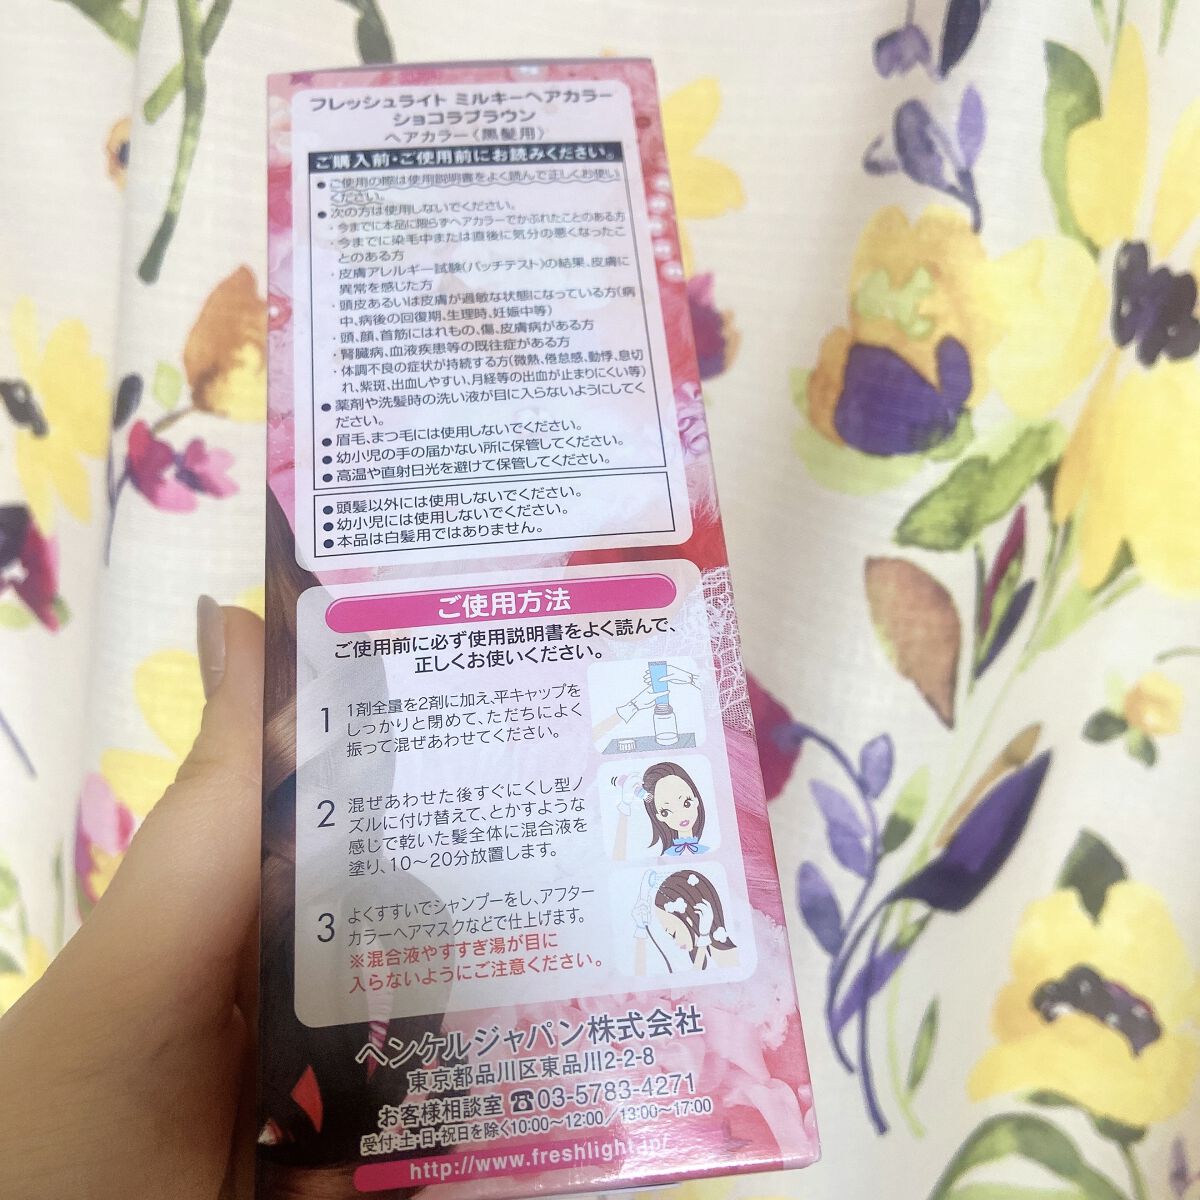 フレッシュライト ミルキーヘアカラー
ショコラブラウン
ヘアカラー〈黒髪用〉
ご購入前・ご使用前にお読みください。
●ご使用の際は使用説明書をよく読んで正しくお使い
ください。
●次の方は使用しないでください。
・今までに本品に限らずヘアカラーでかぶれたことのある方
・今までに染毛中または直後に気分の悪くなったこ
とのある方
・皮膚アレルギー試験(パッチテスト)の結果、皮膚に
異常を感じた方
・頭皮あるいは皮膚が過敏な状態になっている方(病
中、病後の回復期、生理時、妊娠中等)
・頭、顔、首筋にはれもの、傷、皮膚病がある方
・腎臓病、血液疾患等の既往症がある方
・体調不良の症状が持続する方(微熱、倦怠感、動悸、息切
れ、紫斑、出血しやすい、月経等の出血が止まりにくい等)
●薬剤や洗髪時の洗い液が目に入らないようにしてく
ださい。
●眉毛、まつ毛には使用しないでください。
●幼小児の手の届かない所に保管してください。
●高温や直射日光を避けて保管してください。
●頭髪以外には使用しないでください。
●幼小児には使用しないでください。
●本品は白髪用ではありません。
ご使用方法
ご使用前に必ず使用説明書をよく読んで、
正しくお使いください。
1 1剤全量を2剤に加え、平キャップを
しっかりと閉めて、ただちによく
振って混ぜあわせてください。
2 混ぜあわせた後すぐにくし型ノ
ズルに付け替えて、とかすような
感じで乾いた髪全体に混合液を
塗り、10〜20分放置します。
3 よくすすいでシャンプーをし、アフター
カラーヘアマスクなどで仕上げます。
※混合液やすすぎ湯が目に
入らないようにご注意ください。
ヘンケルジャパン株式会社
東京都品川区東品川2-2-8
お客様相談室 ☎03-5783-4271
受付:土・日・祝日を除く10:00〜12:00/13:00〜17:00
http://www.freshlight.jp/